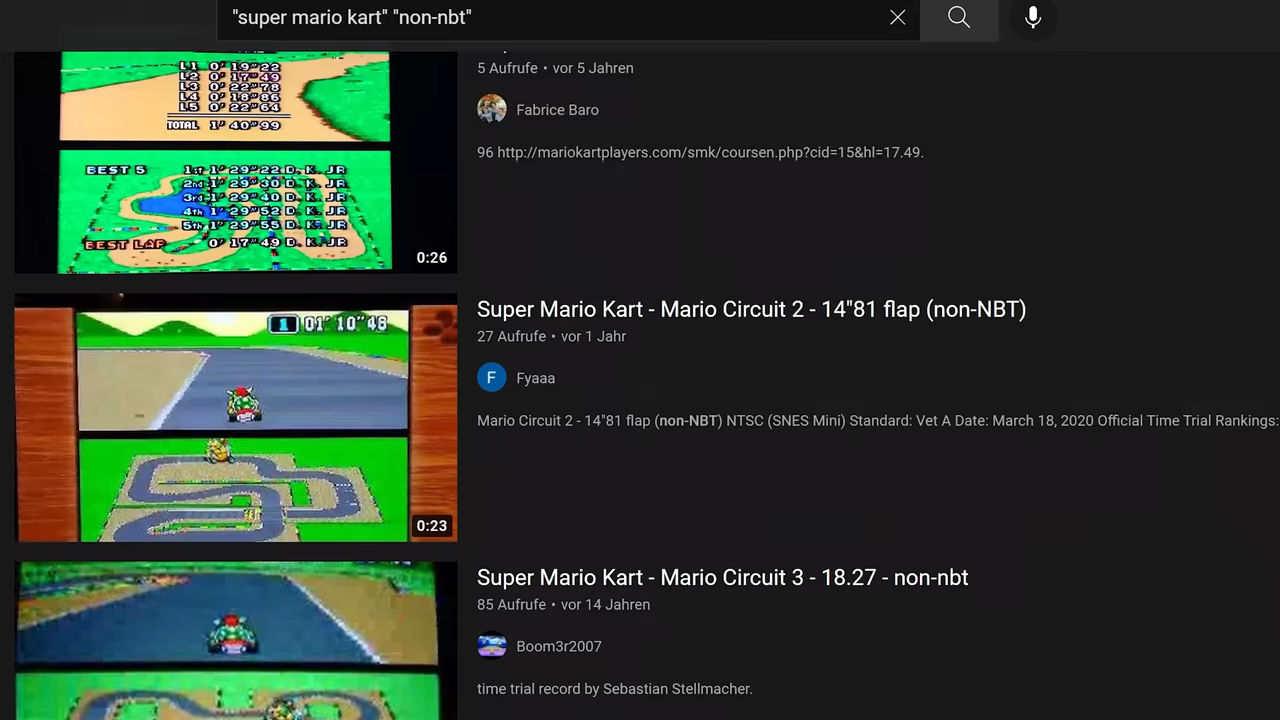 "super mario kart" "non-nbt"
5 Aufrufe • vor 5 Jahren
Fabrice Baro
96 http://mariokartplayers.com/smk/coursen.php?cid=15&hl=17.49.
L1 0'19"22
L2 0'17"49
L3 0'22"78
L4 0'18"86
L5 0'22"64
TOTAL 1'40"99
BEST 5 1st 1'29"22 D.K.JR
2nd 1'29"30 D.K.JR
3rd 1'29"40 D.K.JR
4th 1'29"52 D.K.JR
5th 1'29"55 D.K.JR
BEST LAP 0'17"49 D.K.JR
0:26
Super Mario Kart - Mario Circuit 2 - 14"81 flap (non-NBT)
27 Aufrufe • vor 1 Jahr
F Fyaaa
Mario Circuit 2 - 14"81 flap (non-NBT) NTSC (SNES Mini) Standard: Vet A Date: March 18, 2020 Official Time Trial Rankings:
1 01'10"48
0:23
Super Mario Kart - Mario Circuit 3 - 18.27 - non-nbt
85 Aufrufe • vor 14 Jahren
Boom3r2007
time trial record by Sebastian Stellmacher.